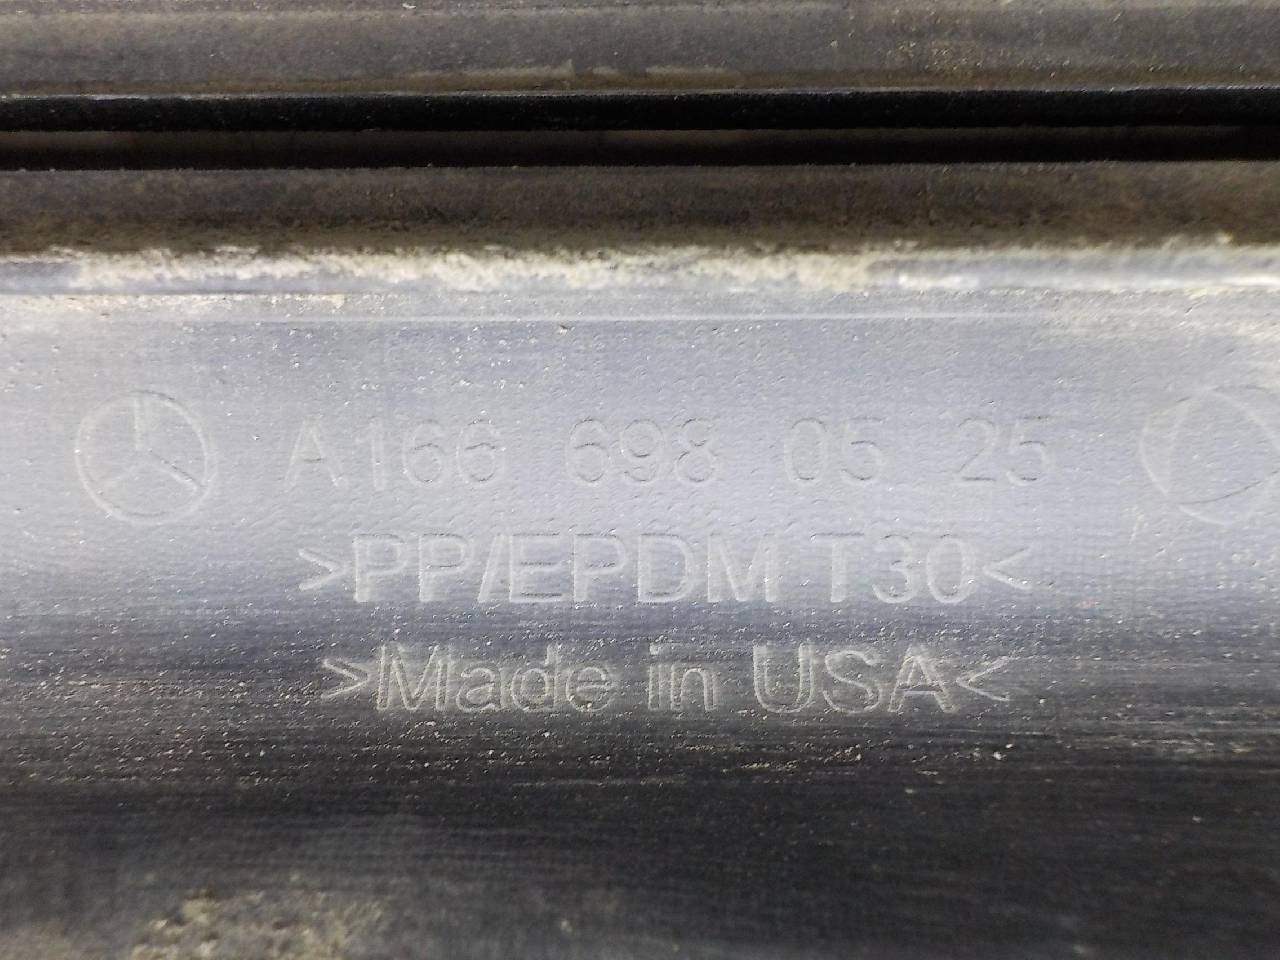 A166 698 05 25
>PP/EPDM T30<
>Made in USA<